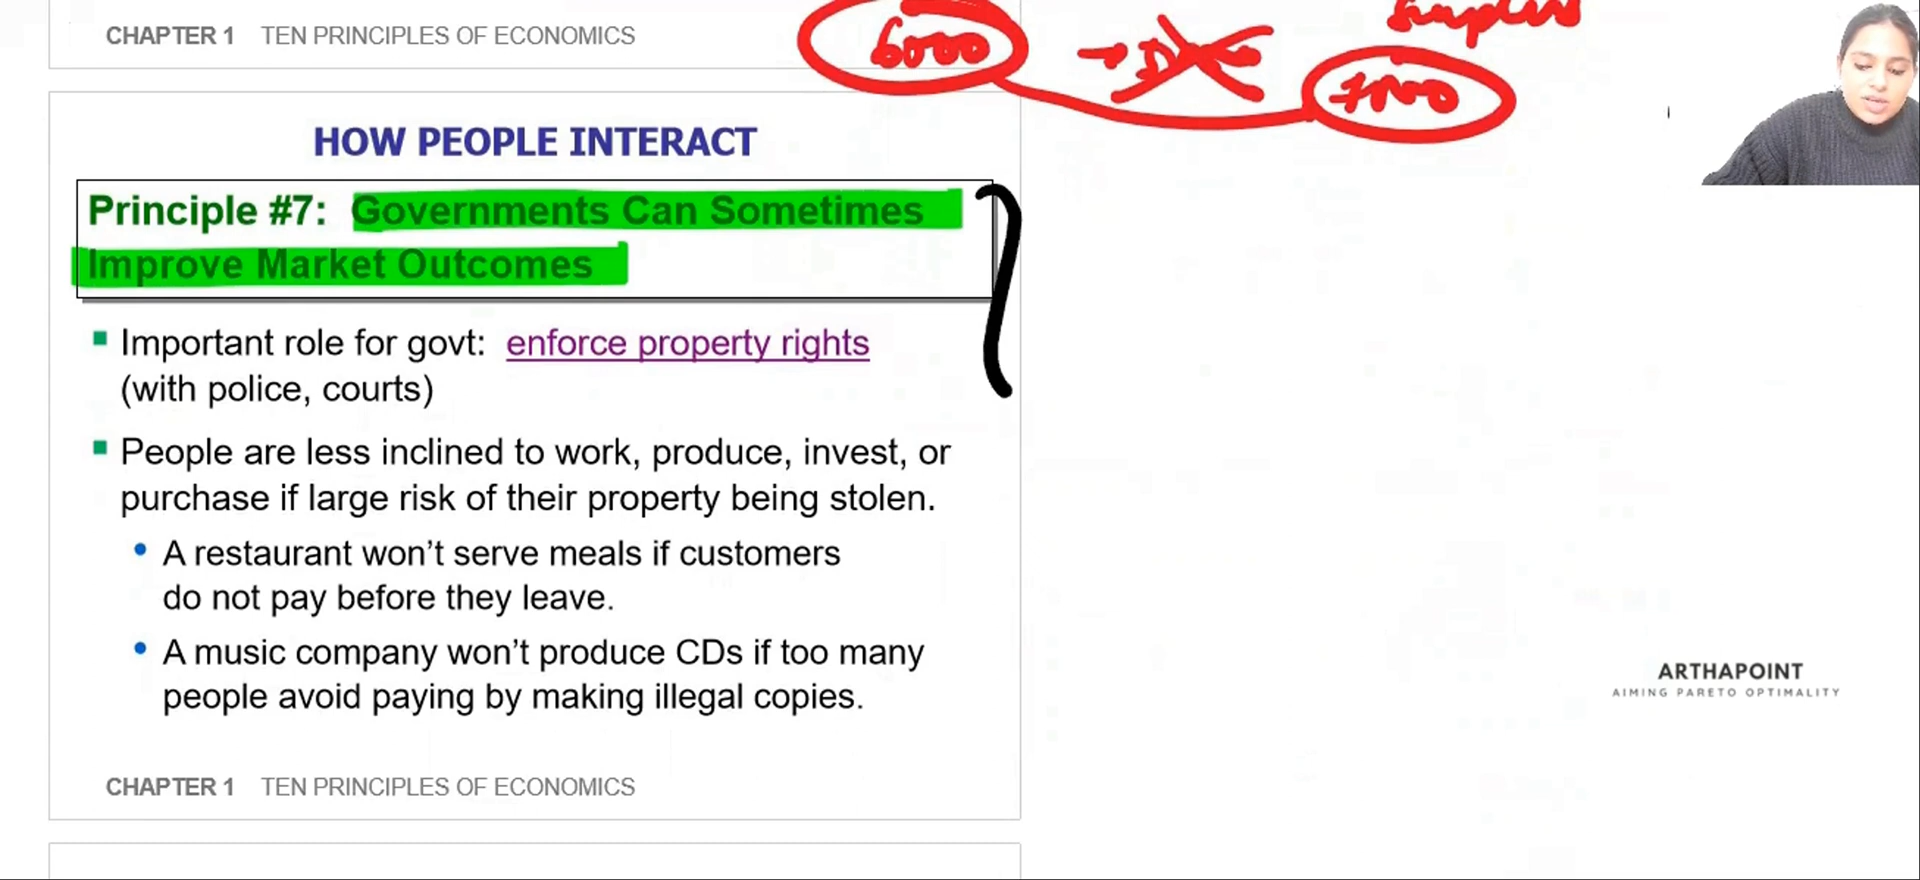 CHAPTER 1 TEN PRINCIPLES OF ECONOMICS
6000
HOW PEOPLE INTERACT
Principle #7: Governments Can Sometimes
Improve Market Outcomes
Important role for govt: enforce property rights
(with police, courts)
People are less inclined to work, produce, invest, or
purchase if large risk of their property being stolen.
A restaurant won’t serve meals if customers
do not pay before they leave.
A music company won’t produce CDs if too many
people avoid paying by making illegal copies.
ARTHAPOINT
AIMING PARETO OPTIMALITY
CHAPTER 1 TEN PRINCIPLES OF ECONOMICS